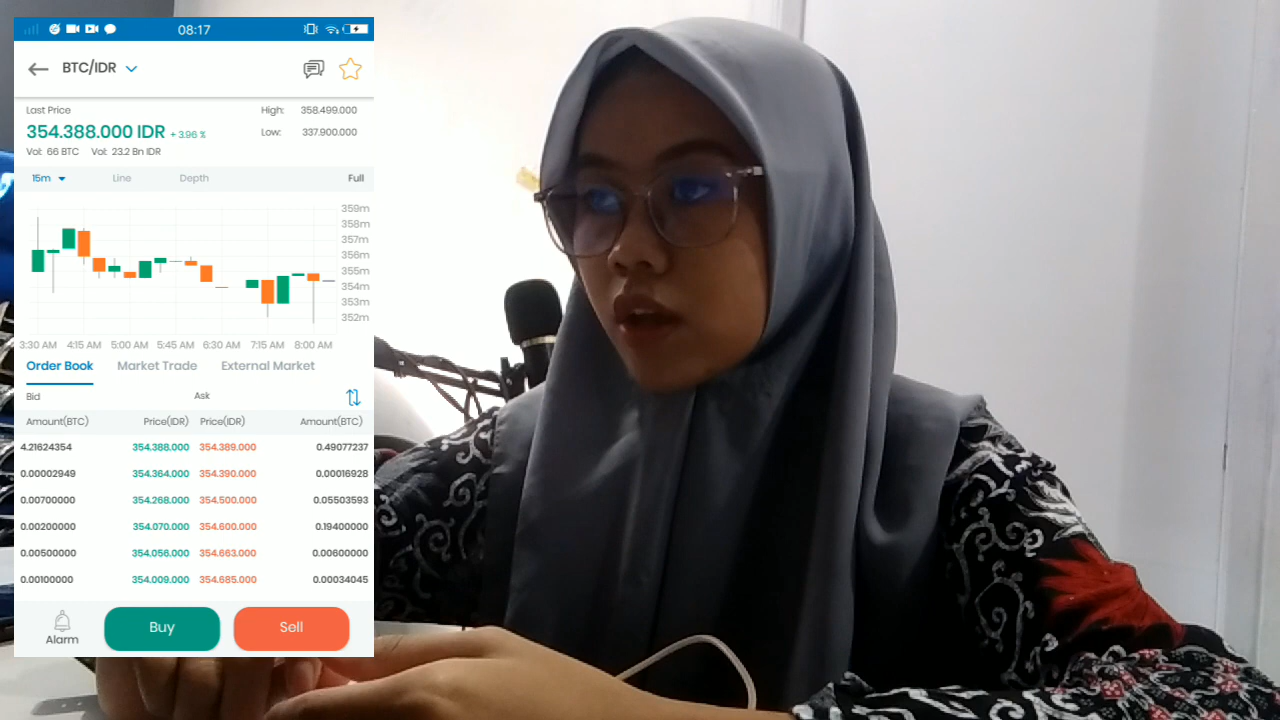 08:17
BTC/IDR
Last Price
High: 358.499.000
354.388.000 IDR + 3.96 %
Low: 337.900.000
Vol: 66 BTC Vol: 23.2 Bn IDR
15m Line Depth Full
359m
358m
357m
356m
355m
354m
353m
352m
3:30 AM 4:15 AM 5:00 AM 5:45 AM 6:30 AM 7:15 AM 8:00 AM
Order Book Market Trade External Market
Bid Ask
Amount(BTC) Price(IDR) Price(IDR) Amount(BTC)
4.21624354 354.388.000 354.389.000 0.49077237
0.00002949 354.364.000 354.390.000 0.00016928
0.00700000 354.268.000 354.500.000 0.05503593
0.00200000 354.070.000 354.600.000 0.19400000
0.00500000 354.056.000 354.663.000 0.00600000
0.00100000 354.009.000 354.685.000 0.00034045
Alarm Buy Sell